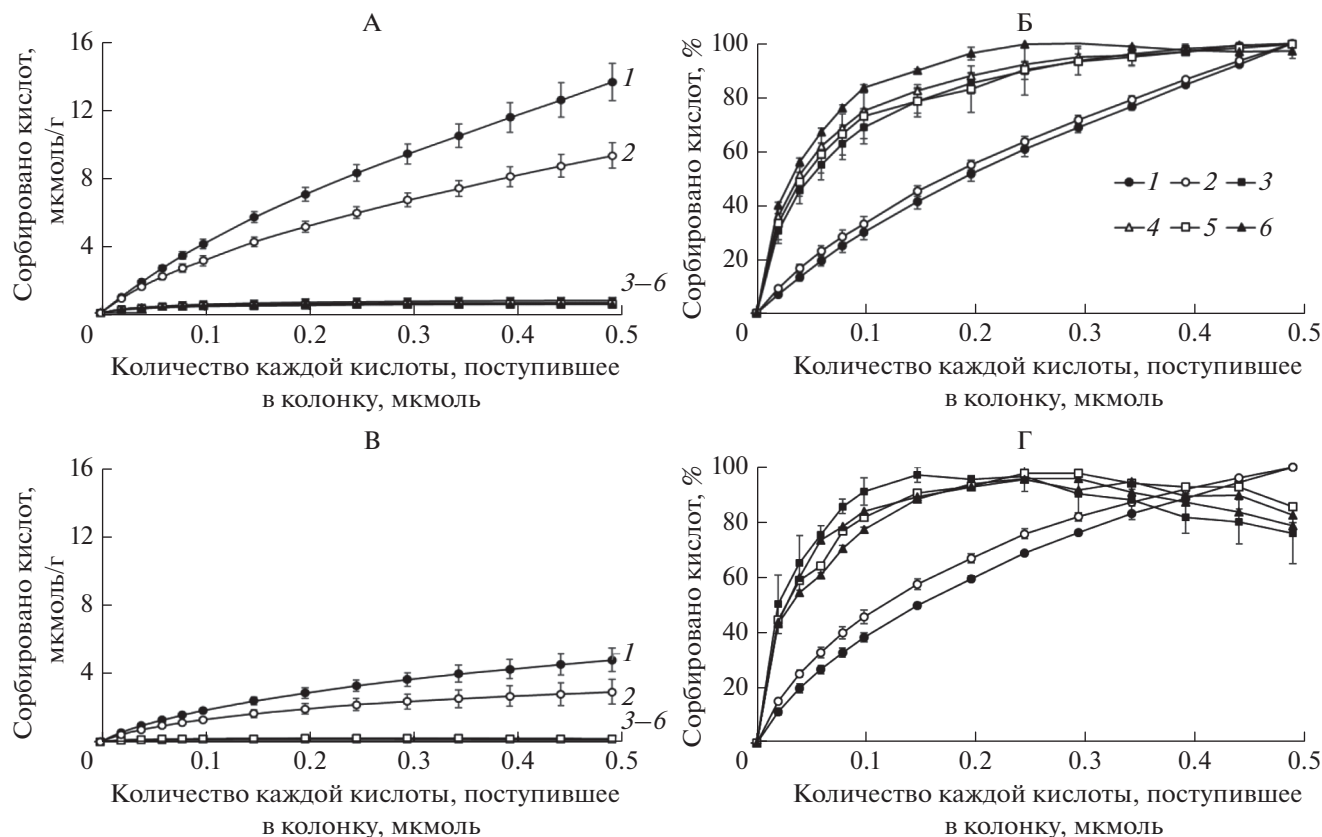 А
Сорбировано кислот,
мкмоль/г
16
12
8
4
0
0.1
0.2
0.3
0.4
0.5
1
2
3–6
Количество каждой кислоты, поступившее
в колонку, мкмоль
Б
Сорбировано кислот, %
100
80
60
40
20
0
0.1
0.2
0.3
0.4
0.5
1 2 3
4 5 6
Количество каждой кислоты, поступившее
в колонку, мкмоль
В
Сорбировано кислот,
мкмоль/г
16
12
8
4
0
0.1
0.2
0.3
0.4
0.5
1
2
3–6
Количество каждой кислоты, поступившее
в колонку, мкмоль
Г
Сорбировано кислот, %
100
80
60
40
20
0
0.1
0.2
0.3
0.4
0.5
Количество каждой кислоты, поступившее
в колонку, мкмоль